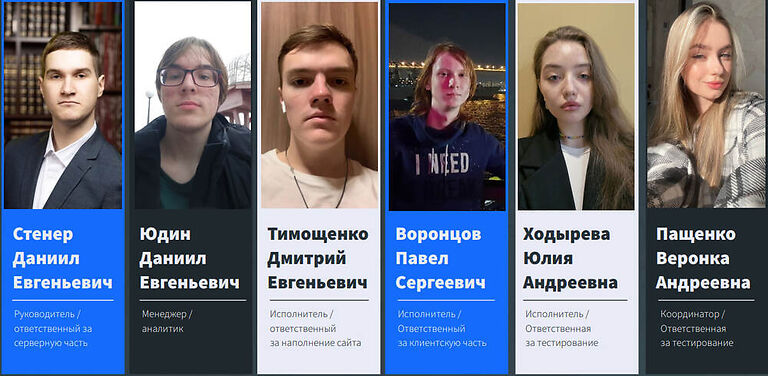 Стенер
Даниил
Евгеньевич
Руководитель /
ответственный за
серверную часть
Юдин
Даниил
Евгеньевич
Менеджер /
аналитик
Тимощенко
Дмитрий
Евгеньевич
Исполнитель /
ответственный
за наполнение сайта
I NEED
Воронцов
Павел
Сергеевич
Исполнитель /
Ответственный
за клиентскую часть
Ходырева
Юлия
Андреевна
Исполнитель /
Ответственная
за тестирование
Пащенко
Веронка
Андреевна
Координатор /
Ответственная
за тестирование